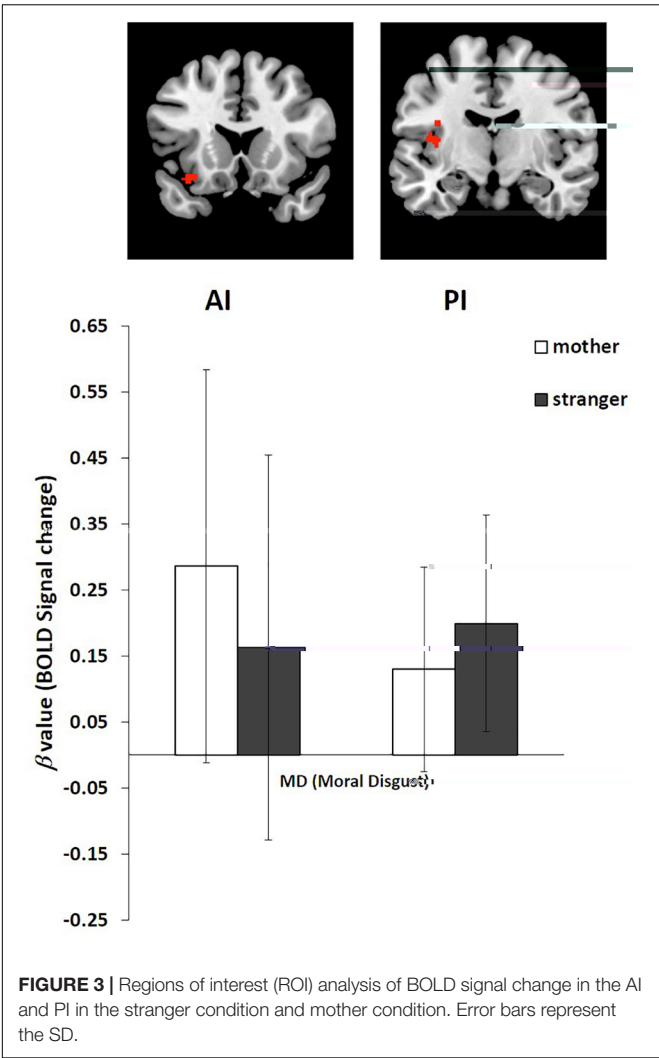 AI PI
0.65
mother
0.55
stranger
0.45
0.35
0.25
0.15
0.05
-0.05
-0.15
-0.25
β value (BOLD Signal change)
MD (Moral Disgust)
FIGURE 3 | Regions of interest (ROI) analysis of BOLD signal change in the AI
and PI in the stranger condition and mother condition. Error bars represent
the SD.